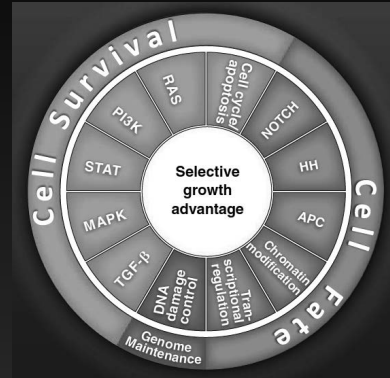 Cell Survival
Cell Fate
Genome
Maintenance
Cell cycle/
apoptosis
NOTCH
HH
APC
Chromatin
modification
Tran-
scriptional
regulation
DNA
damage
control
TGF-β
MAPK
STAT
PI3K
RAS
Selective
growth
advantage